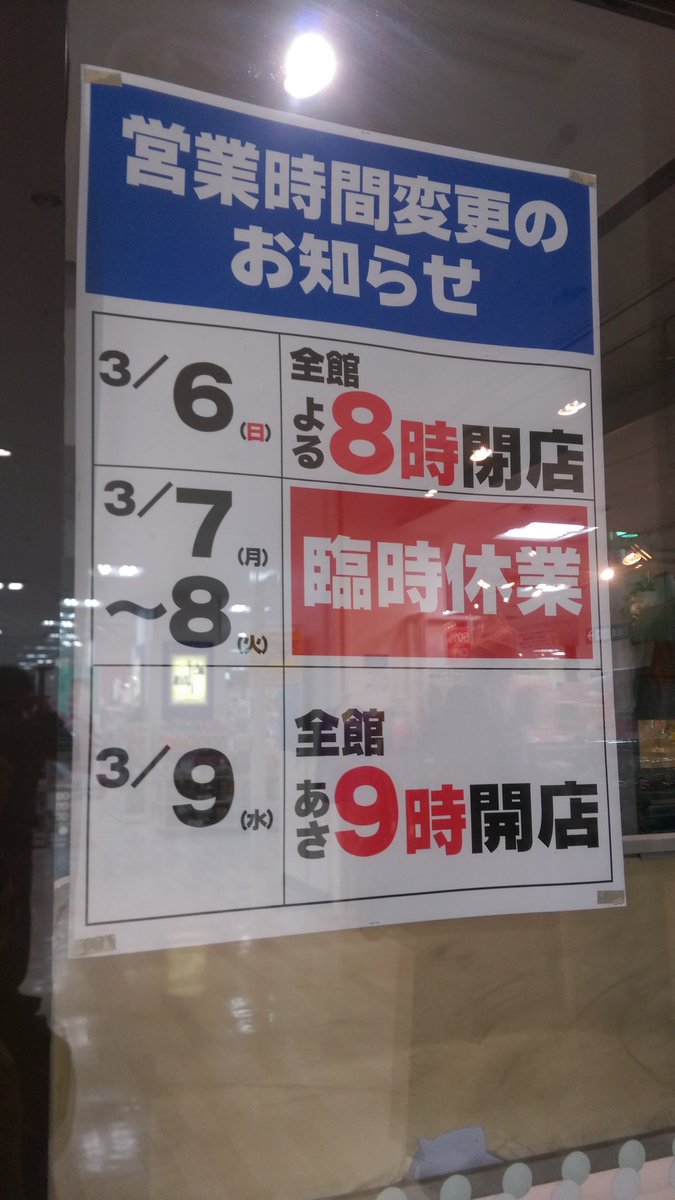 営業時間変更の
お知らせ
3/6(日)
全館
よる8時閉店
3/7(月)
～8(火)
臨時休業
3/9(水)
全館
あさ9時開店